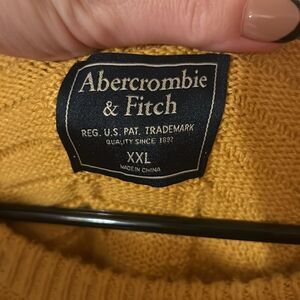 Abercrombie
& Fitch
REG. U.S. PAT. TRADEMARK
QUALITY SINCE 1892
XXL
MADE IN CHINA